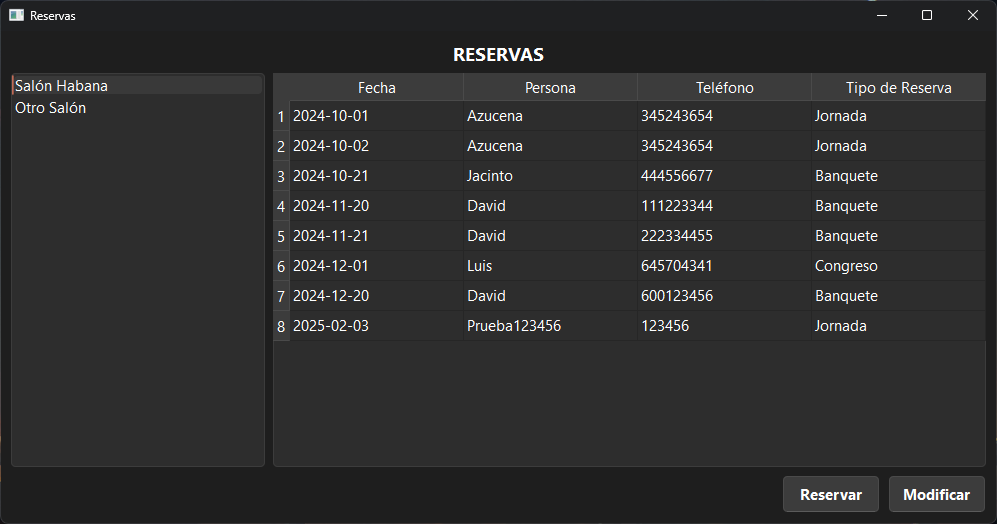 Reservas
RESERVAS
Salón Habana
Otro Salón
Fecha Persona Teléfono Tipo de Reserva
1 2024-10-01 Azucena 345243654 Jornada
2 2024-10-02 Azucena 345243654 Jornada
3 2024-10-21 Jacinto 444556677 Banquete
4 2024-11-20 David 111223344 Banquete
5 2024-11-21 David 222334455 Banquete
6 2024-12-01 Luis 645704341 Congreso
7 2024-12-20 David 600123456 Banquete
8 2025-02-03 Prueba123456 123456 Jornada
Reservar Modificar